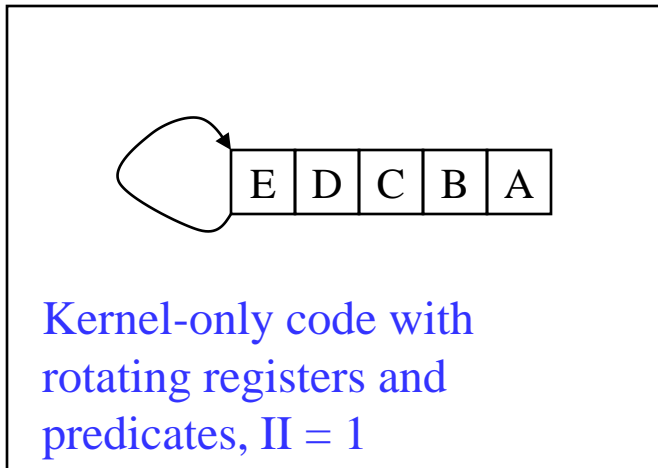 E D C B A
Kernel-only code with
rotating registers and
predicates, II = 1